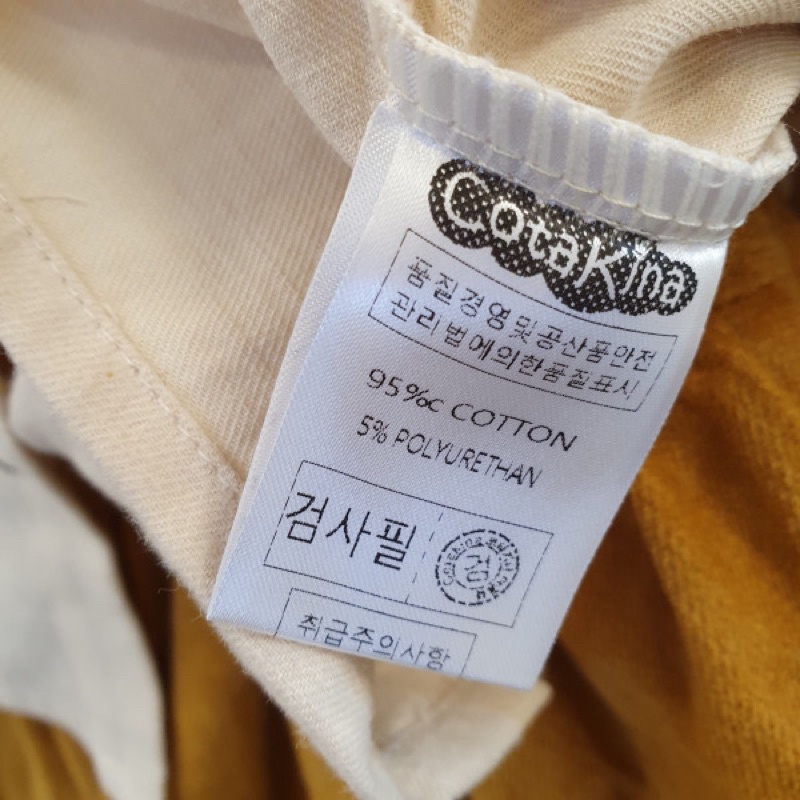 CotaKina
품질경영및공산품안전
관리법에의한품질표시
95%c COTTON
5% POLYURETHAN
검사필
검
취급주의사항